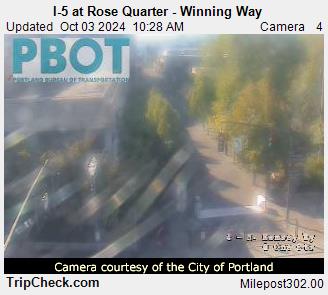 I-5 at Rose Quarter - Winning Way
Updated Oct 03 2024 10:28 AM Camera 4
PBOT
PORTLAND BUREAU OF TRANSPORTATION
Camera courtesy of the City of Portland
TripCheck.com Milepost302.00